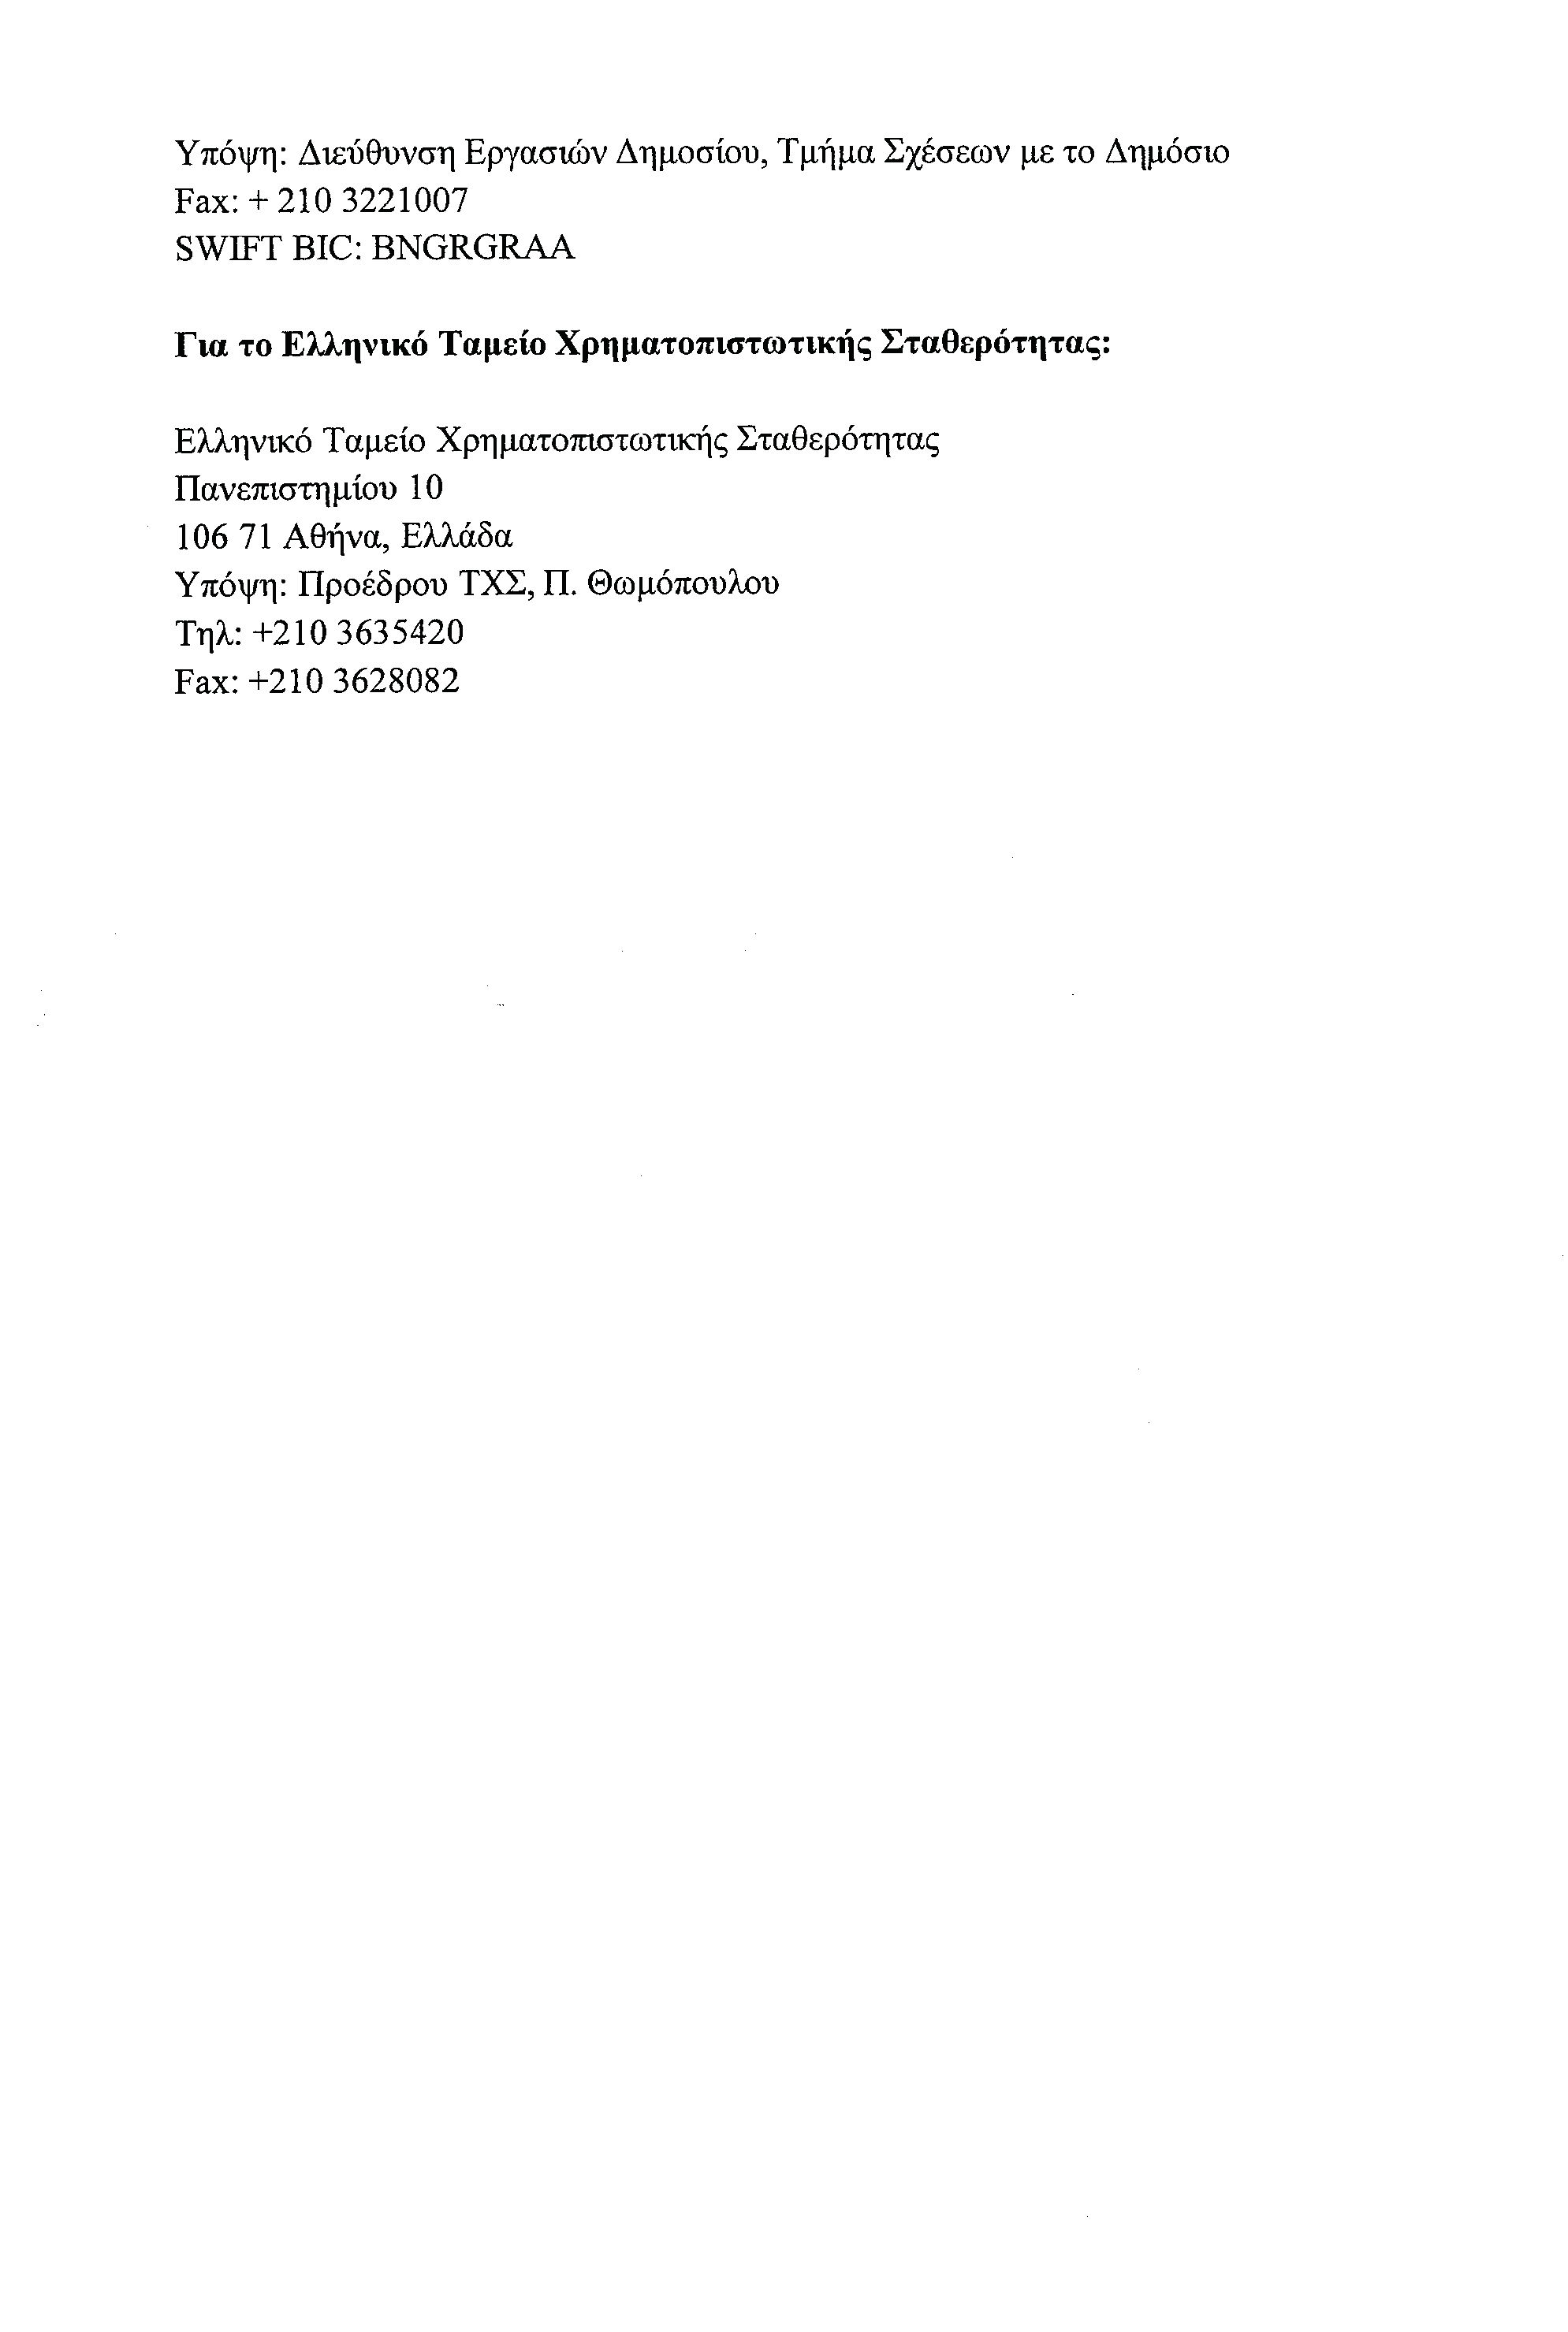 Υπόψη: Διεύθυνση Εργασιών Δημοσίου, Τμήμα Σχέσεων με το Δημόσιο
Fax: + 210 3221007
SWIFT BIC: BNGRGRAA
Για το Ελληνικό Ταμείο Χρηματοπιστωτικής Σταθερότητας:
Ελληνικό Ταμείο Χρηματοπιστωτικής Σταθερότητας
Πανεπιστημίου 10
106 71 Αθήνα, Ελλάδα
Υπόψη: Προέδρου ΤΧΣ, Π. Θωμόπουλου
Τηλ: +210 3635420
Fax: +210 3628082